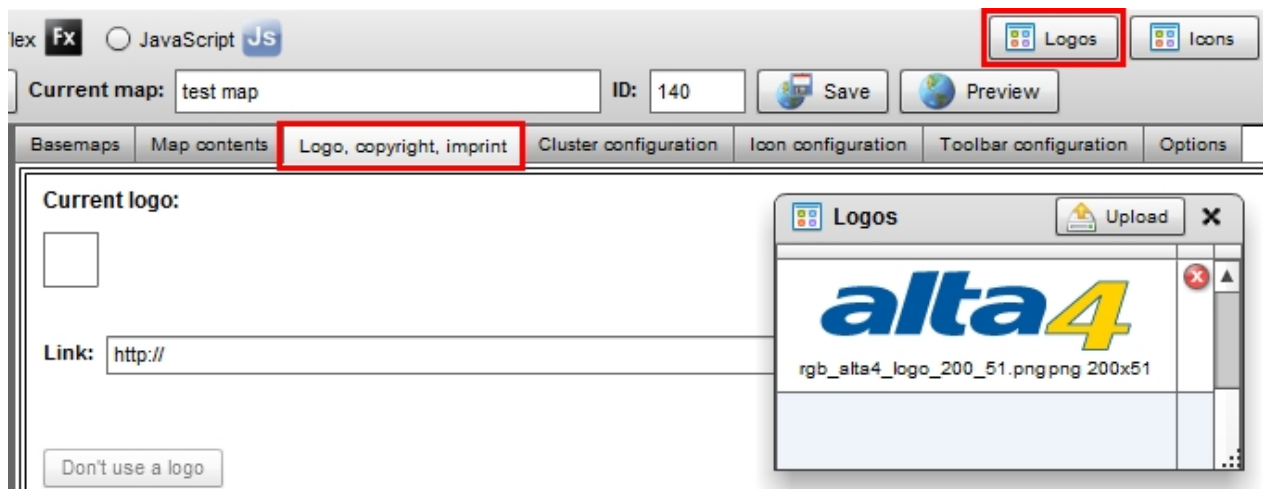 lex Fx JavaScript Js Logos Icons
Current map: test map ID: 140 Save Preview
Basemaps Map contents Logo, copyright, imprint Cluster configuration Icon configuration Toolbar configuration Options
Current logo:
Logos Upload
alta4
rgb_alta4_logo_200_51.pngpng 200x51
Link: http://
Don't use a logo